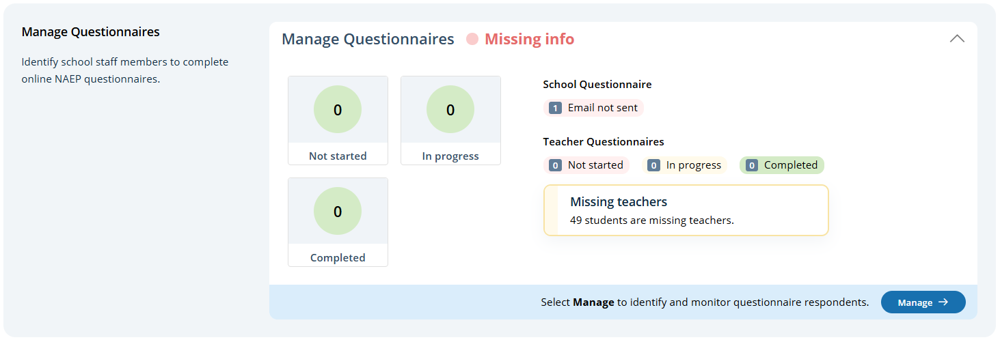 Manage Questionnaires
Identify school staff members to complete
online NAEP questionnaires.
Manage Questionnaires Missing info
0
Not started
0
In progress
0
Completed
School Questionnaire
1 Email not sent
Teacher Questionnaires
0 Not started 0 In progress 0 Completed
Missing teachers
49 students are missing teachers.
Select Manage to identify and monitor questionnaire respondents. Manage →